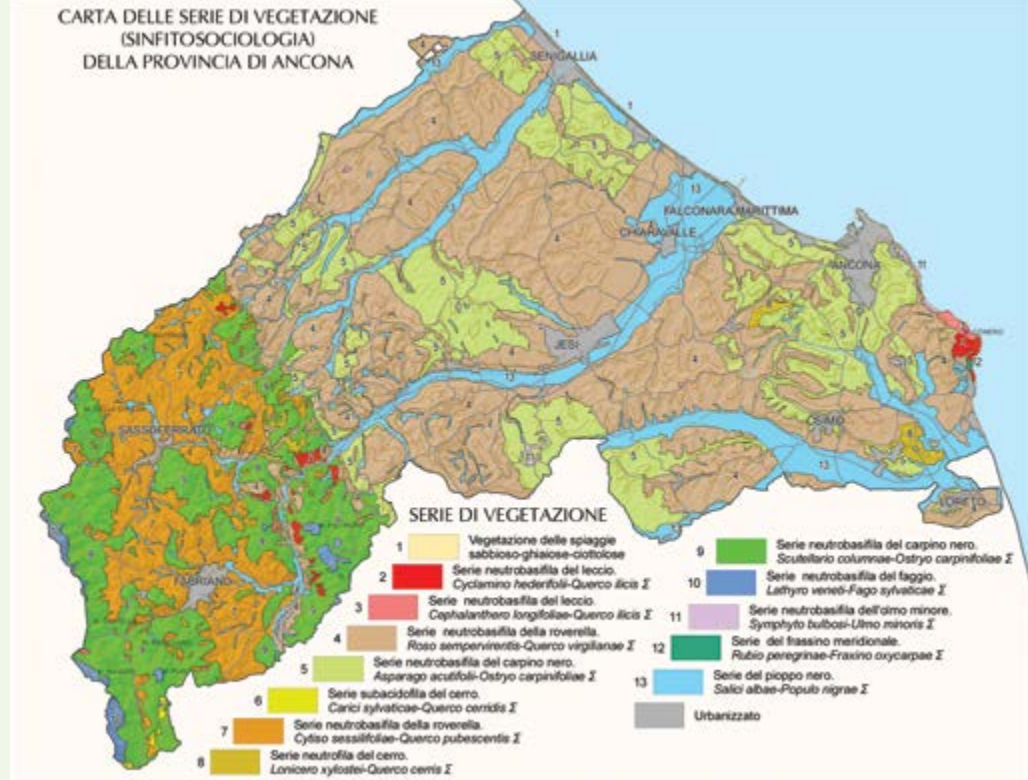 CARTA DELLE SERIE DI VEGETAZIONE
(SINFITOSOCIOLOGIA)
DELLA PROVINCIA DI ANCONA
SENIGALLIA
FALCONARA MARITTIMA
CHIARAVALLE
ANCONA
JESI
SASSOFERRATO
OSIMO
LORETO
FABRIANO
SERIE DI VEGETAZIONE
1 Vegetazione delle spiaggie
sabbioso-ghiaiose-ciottolose
2 Serie neutrobasifila del leccio.
Cyclamino hederifolii-Querco ilicis Σ
3 Serie neutrobasifila del leccio.
Cephalanthero longifoliae-Querco ilicis Σ
4 Serie neutrobasifila della roverella.
Roso sempervirentis-Querco virgilianae Σ
5 Serie neutrobasifila del carpino nero.
Asparago acutifolii-Ostryo carpinifoliae Σ
6 Serie subacidofila del cerro.
Carici sylvaticae-Querco cerridis Σ
7 Serie neutrobasifila della roverella.
Cytiso sessilifoliae-Querco pubescentis Σ
8 Serie neutrofila del cerro.
Lonicero xylostei-Querco cerris Σ
9 Serie neutrobasifila del carpino nero.
Scutellario columnae-Ostryo carpinifoliae Σ
10 Serie neutrobasifila del faggio.
Lathyro veneti-Fago sylvaticae Σ
11 Serie neutrobasifila dell'olmo minore.
Symphyto bulbosi-Ulmo minoris Σ
12 Serie del frassino meridionale.
Rubio peregrinae-Fraxino oxycarpae Σ
13 Serie del pioppo nero.
Salici albae-Populo nigrae Σ
Urbanizzato